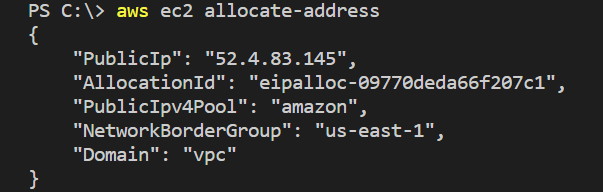 PS C:\> aws ec2 allocate-address
{
    "PublicIp": "52.4.83.145",
    "AllocationId": "eipalloc-09770deda66f207c1",
    "PublicIpv4Pool": "amazon",
    "NetworkBorderGroup": "us-east-1",
    "Domain": "vpc"
}